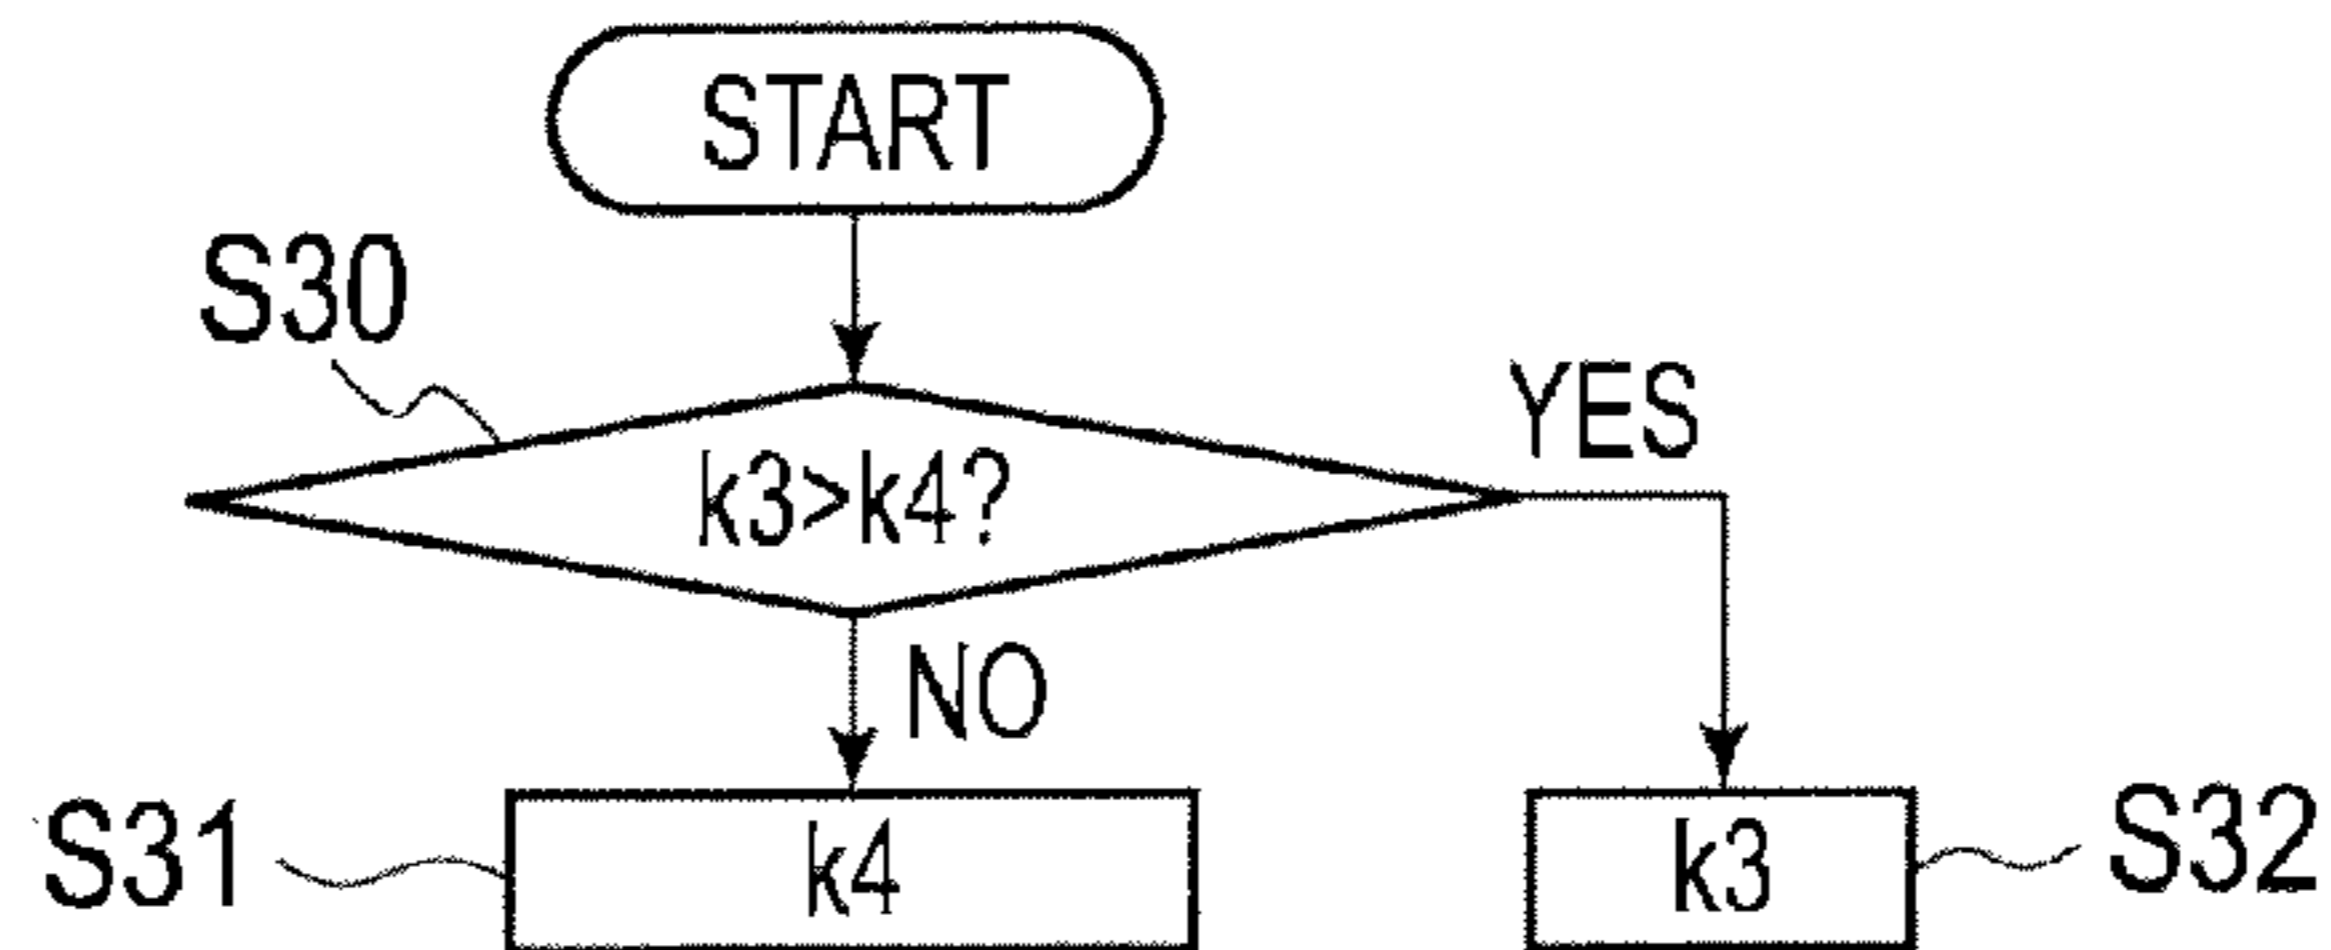 START
S30
YES
k3>k4?
NO
S31
k4
k3
S32